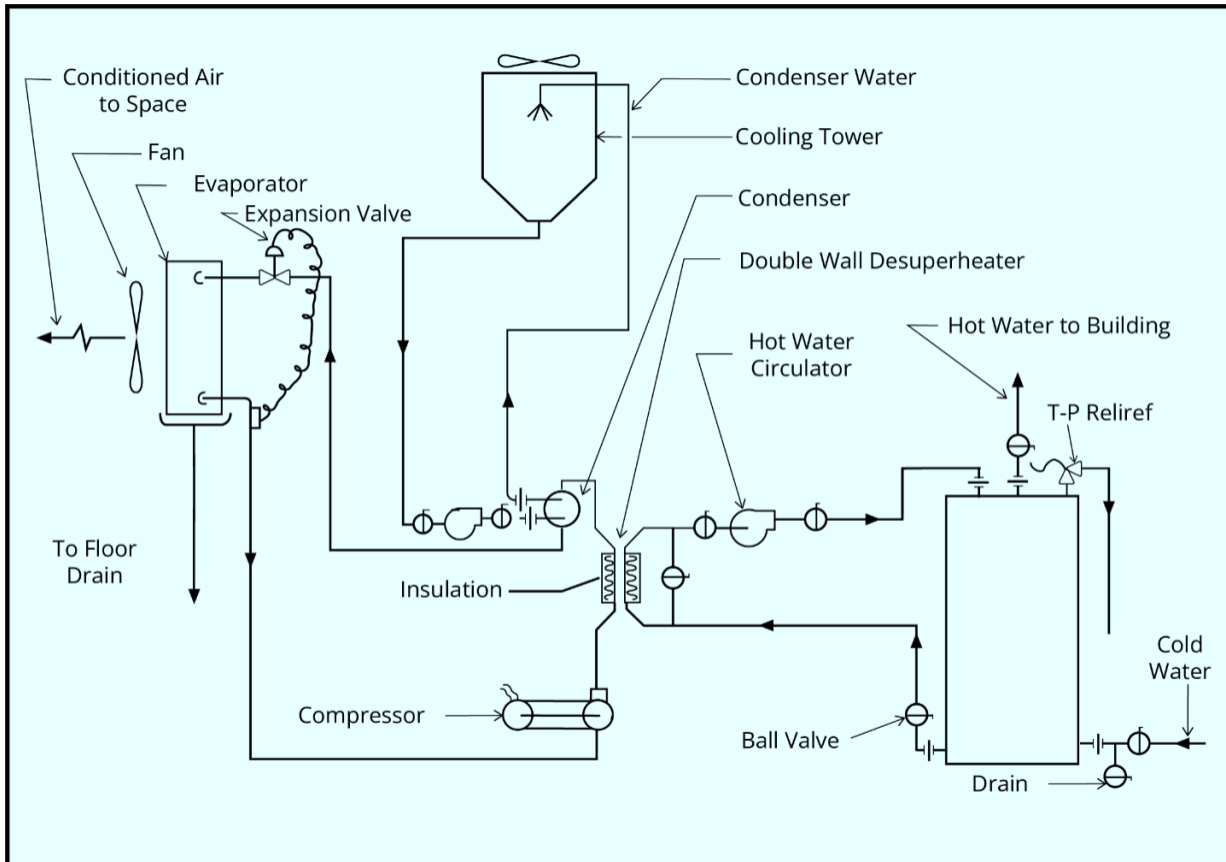 Conditioned Air
to Space
Fan
Evaporator
Expansion Valve
Condenser Water
Cooling Tower
Condenser
Double Wall Desuperheater
Hot Water
Circulator
Hot Water to Building
T-P Reliref
To Floor
Drain
Insulation
Compressor
Ball Valve
Drain
Cold
Water